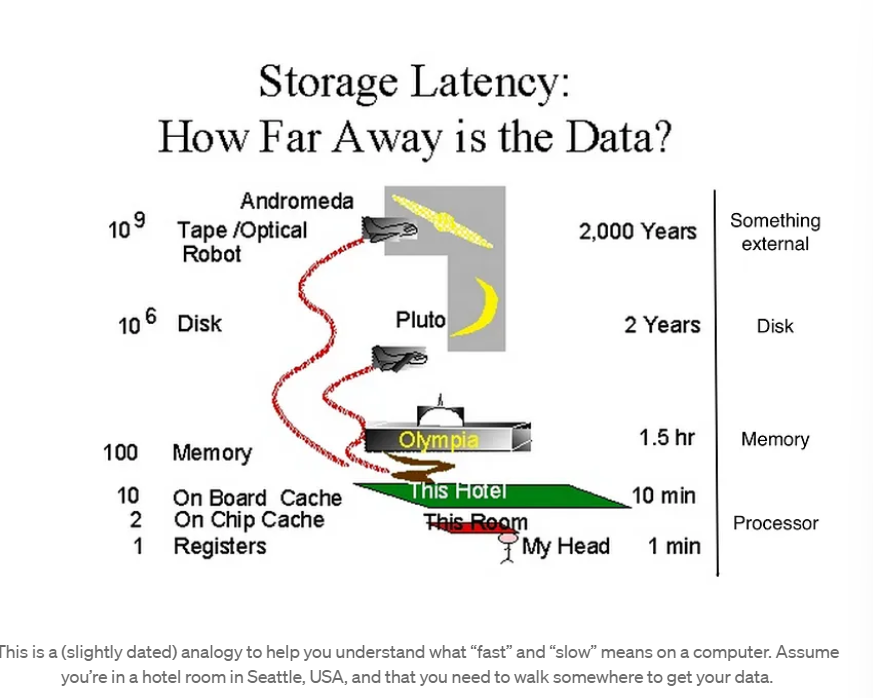 Storage Latency:
How Far Away is the Data?
Andromeda
10 9 Tape /Optical Robot 2,000 Years Something external
10 6 Disk Pluto 2 Years Disk
Olympia
100 Memory 1.5 hr Memory
This Hotel
10 On Board Cache 10 min
2 On Chip Cache This Room Processor
1 Registers My Head 1 min
This is a (slightly dated) analogy to help you understand what “fast” and “slow” means on a computer. Assume
you’re in a hotel room in Seattle, USA, and that you need to walk somewhere to get your data.